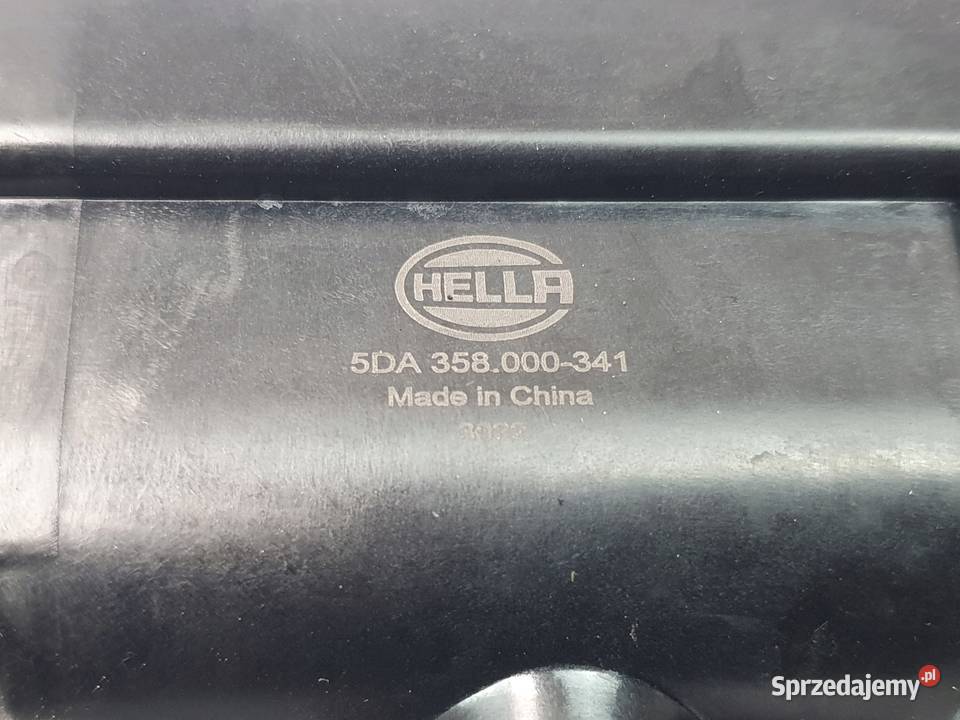 HELLA
5DA 358.000-341
Made in China
Sprzedajemy.pl